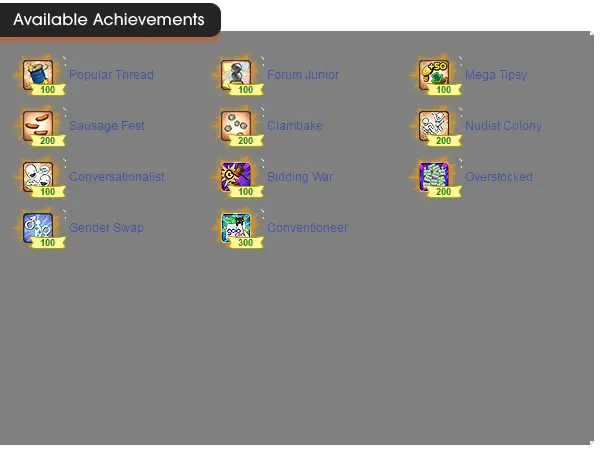 Available Achievements
Popular Thread Forum Junior Mega Tipsy
100 100 +50 100
Sausage Fest Clambake Nudist Colony
200 200 200
Conversationalist Bidding War Overstocked
100 100 200
Gender Swap Conventioneer
100 300